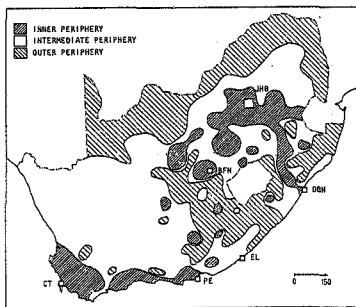 INNER PERIPHERY
INTERMEDIATE PERIPHERY
OUTER PERIPHERY
JHB
BFN
DBN
EL
PE
CT
0 150